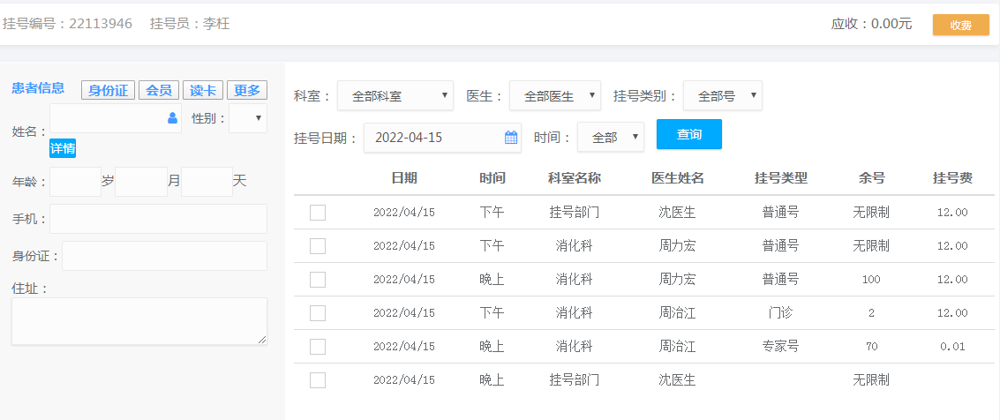 挂号编号：22113946 挂号员：李枉 应收：0.00元 收费
患者信息 身份证 会员 读卡 更多
姓名： 性别：
详情
年龄： 岁 月 天
手机：
身份证：
住址：
科室： 全部科室 医生： 全部医生 挂号类别： 全部号
挂号日期： 2022-04-15 时间： 全部 查询
日期 时间 科室名称 医生姓名 挂号类型 余号 挂号费
2022/04/15 下午 挂号部门 沈医生 普通号 无限制 12.00
2022/04/15 下午 消化科 周力宏 普通号 无限制 12.00
2022/04/15 晚上 消化科 周力宏 普通号 100 12.00
2022/04/15 下午 消化科 周治江 门诊 2 12.00
2022/04/15 晚上 消化科 周治江 专家号 70 0.01
2022/04/15 晚上 挂号部门 沈医生 无限制